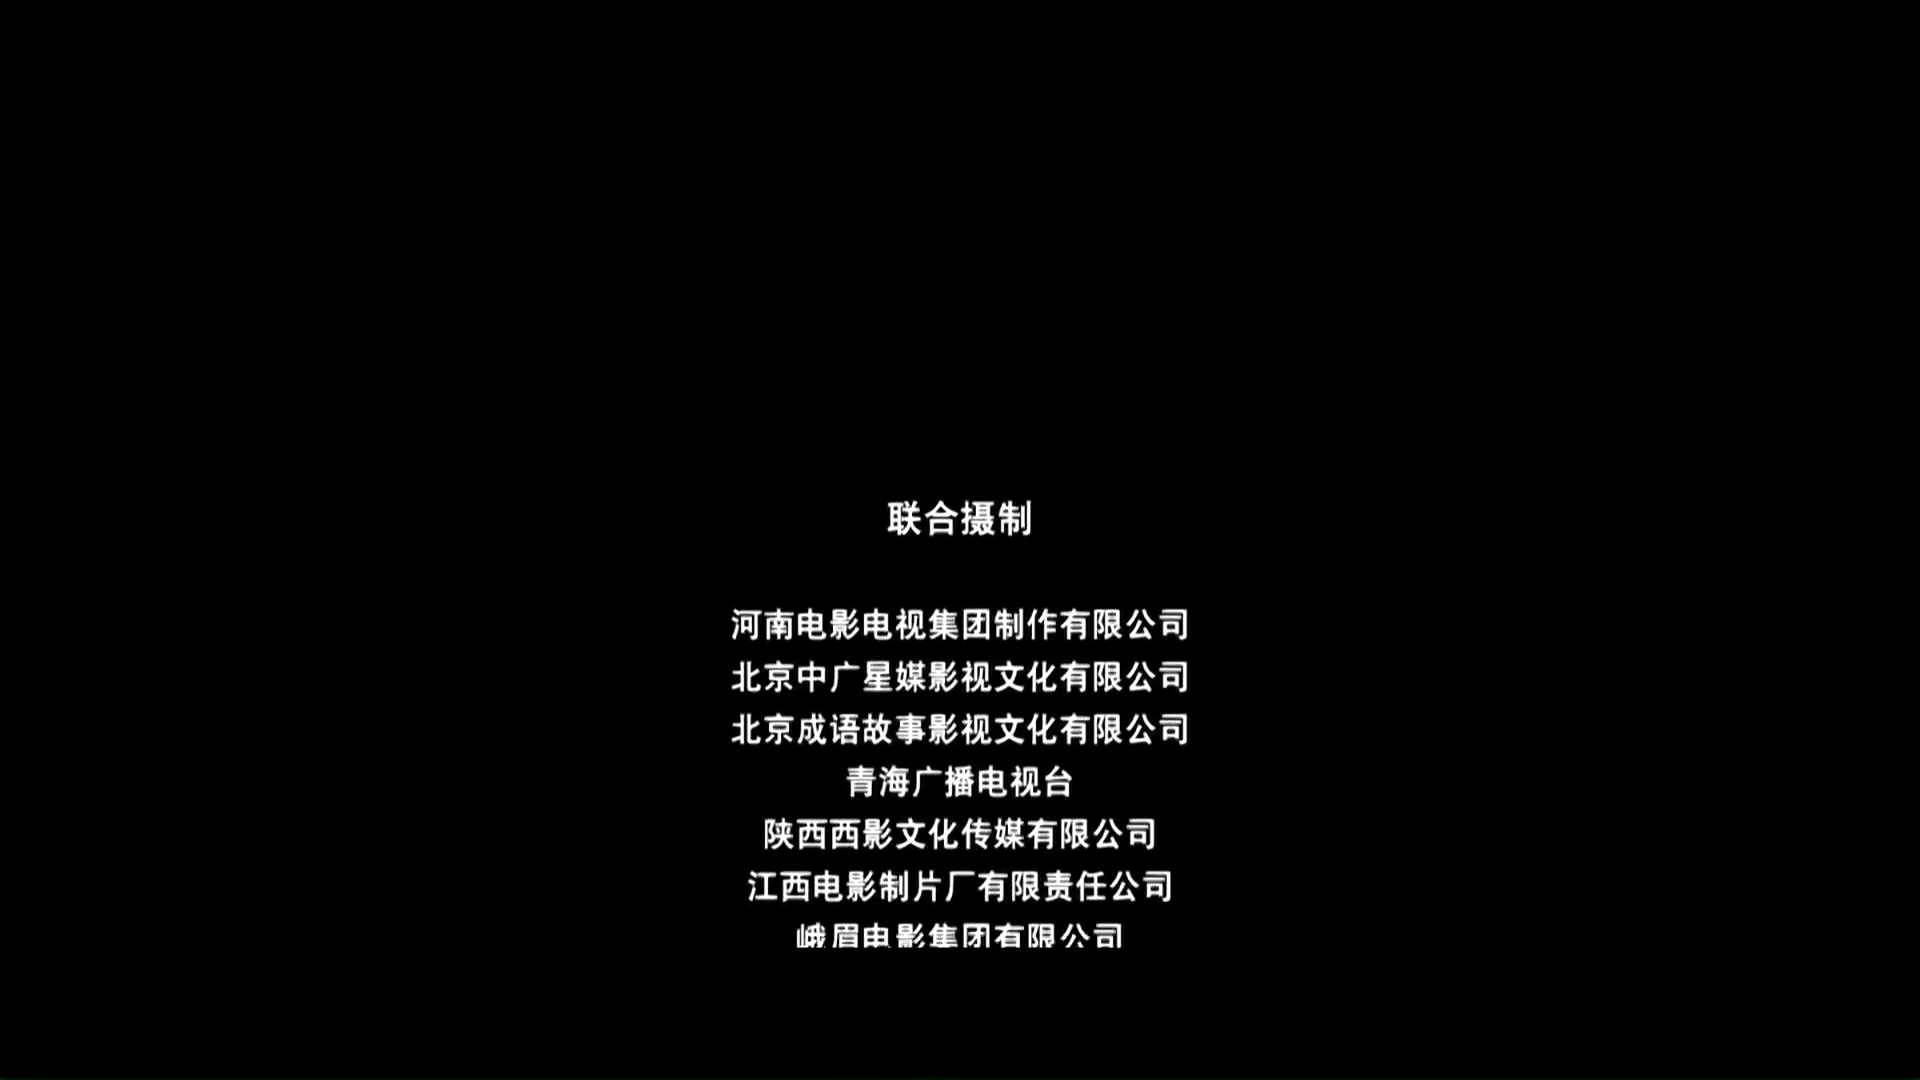 联合摄制
河南电影电视集团制作有限公司
北京中广星媒影视文化有限公司
北京成语故事影视文化有限公司
青海广播电视台
陕西西影文化传媒有限公司
江西电影制片厂有限责任公司
峨眉电影集团有限公司